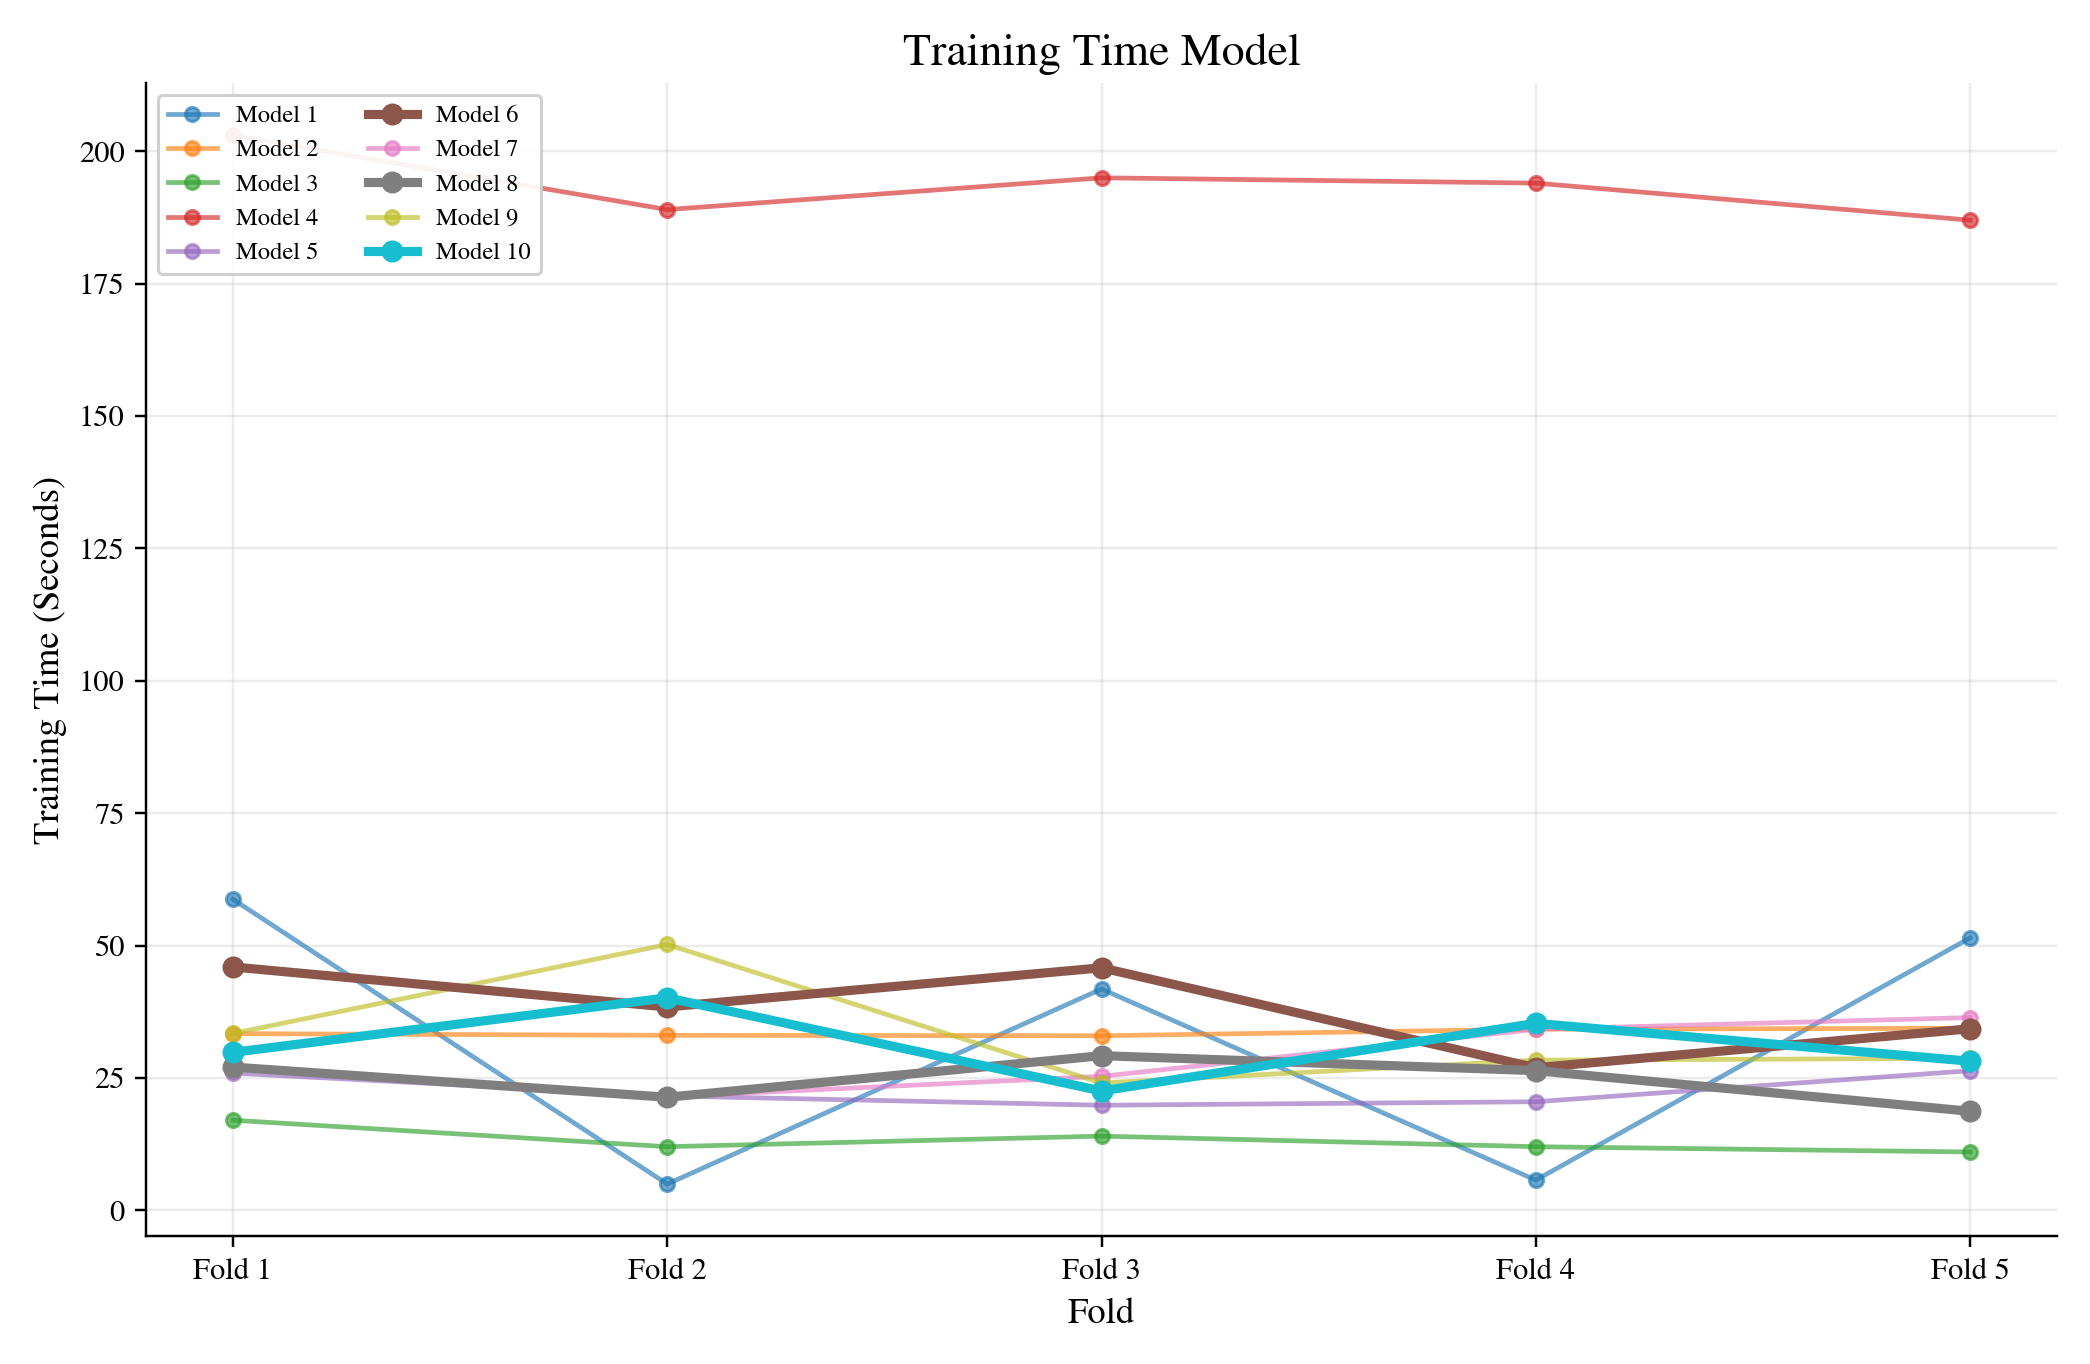 Training Time Model
Model 1
Model 2
Model 3
Model 4
Model 5
Model 6
Model 7
Model 8
Model 9
Model 10
Training Time (Seconds)
200
175
150
125
100
75
50
25
0
Fold 1
Fold 2
Fold 3
Fold 4
Fold 5
Fold